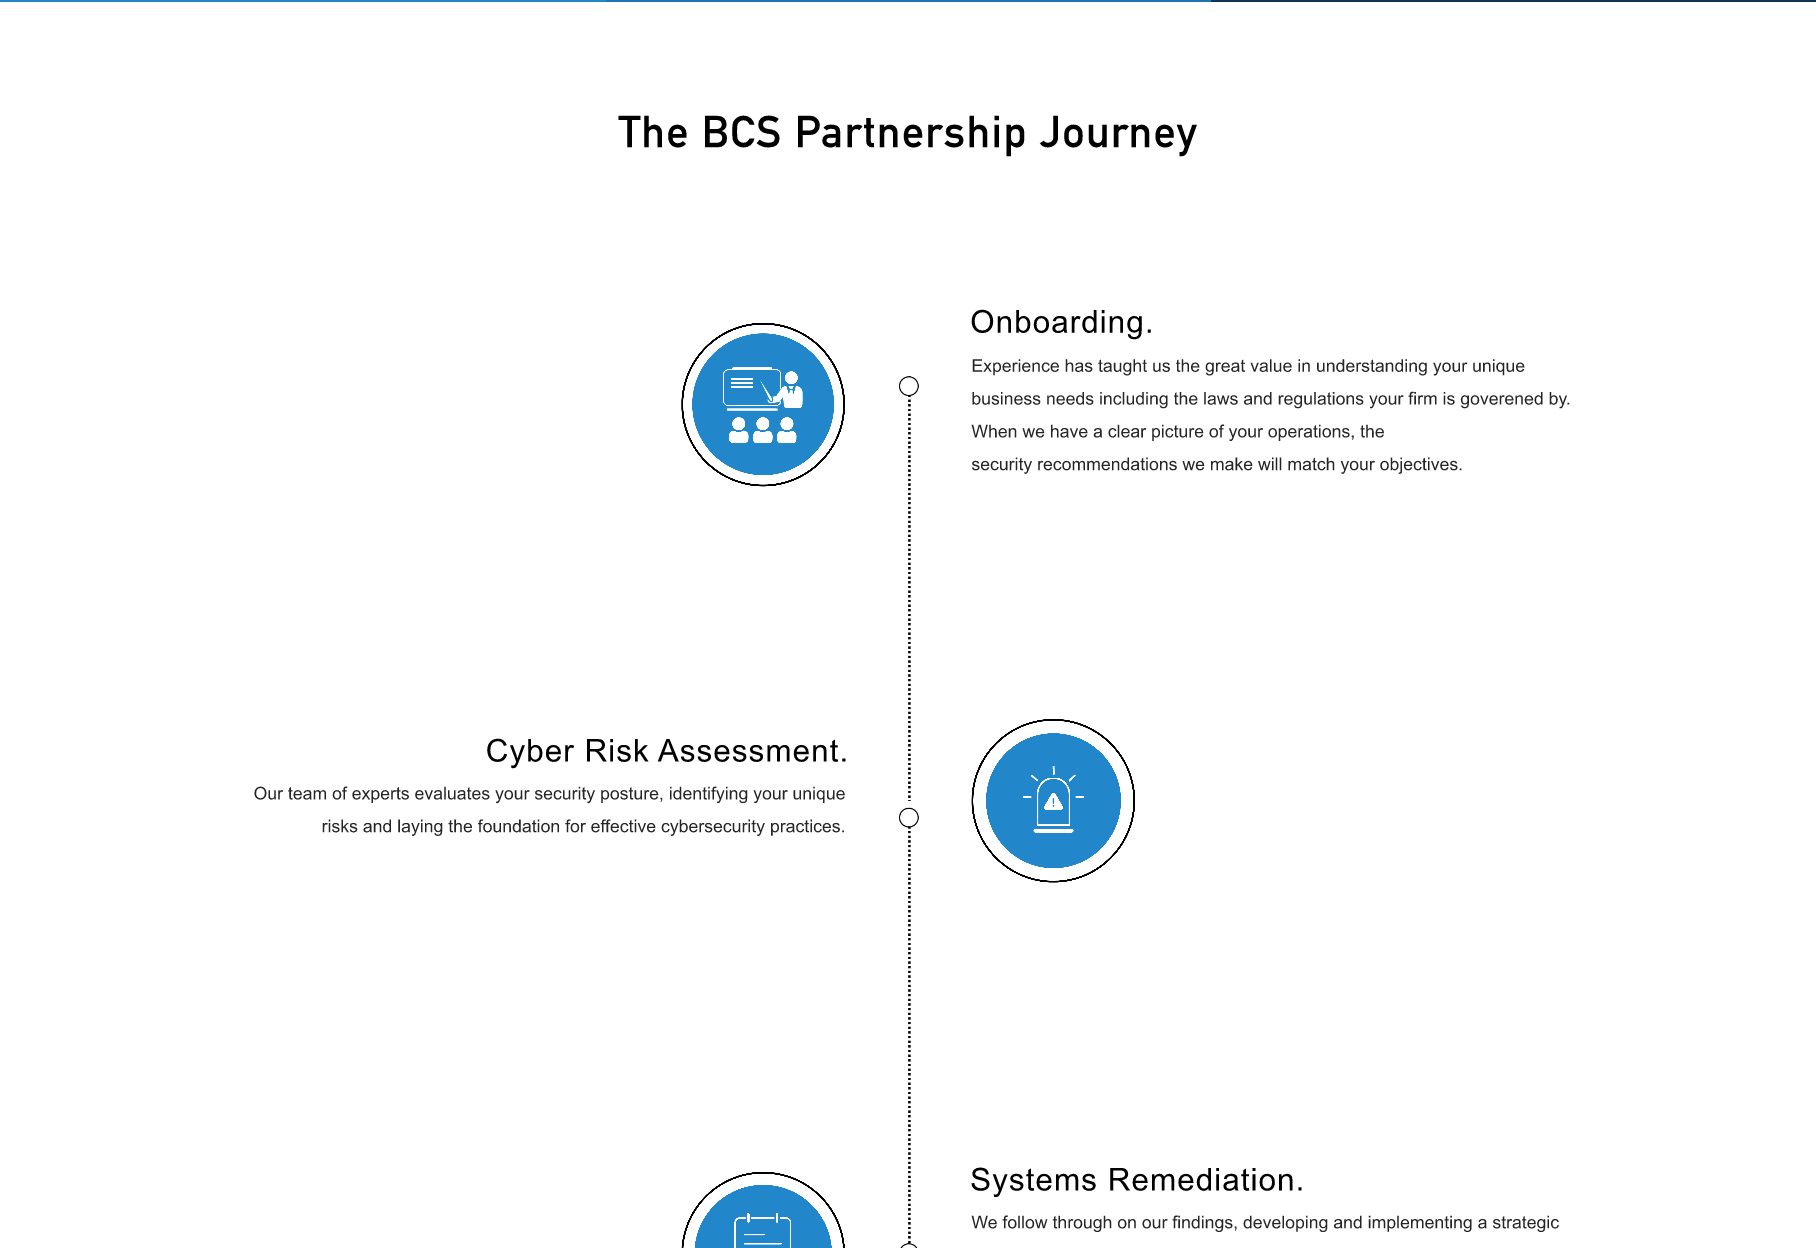 The BCS Partnership Journey
Onboarding.
Experience has taught us the great value in understanding your unique
business needs including the laws and regulations your firm is goverened by.
When we have a clear picture of your operations, the
security recommendations we make will match your objectives.
Cyber Risk Assessment.
Our team of experts evaluates your security posture, identifying your unique
risks and laying the foundation for effective cybersecurity practices.
Systems Remediation.
We follow through on our findings, developing and implementing a strategic